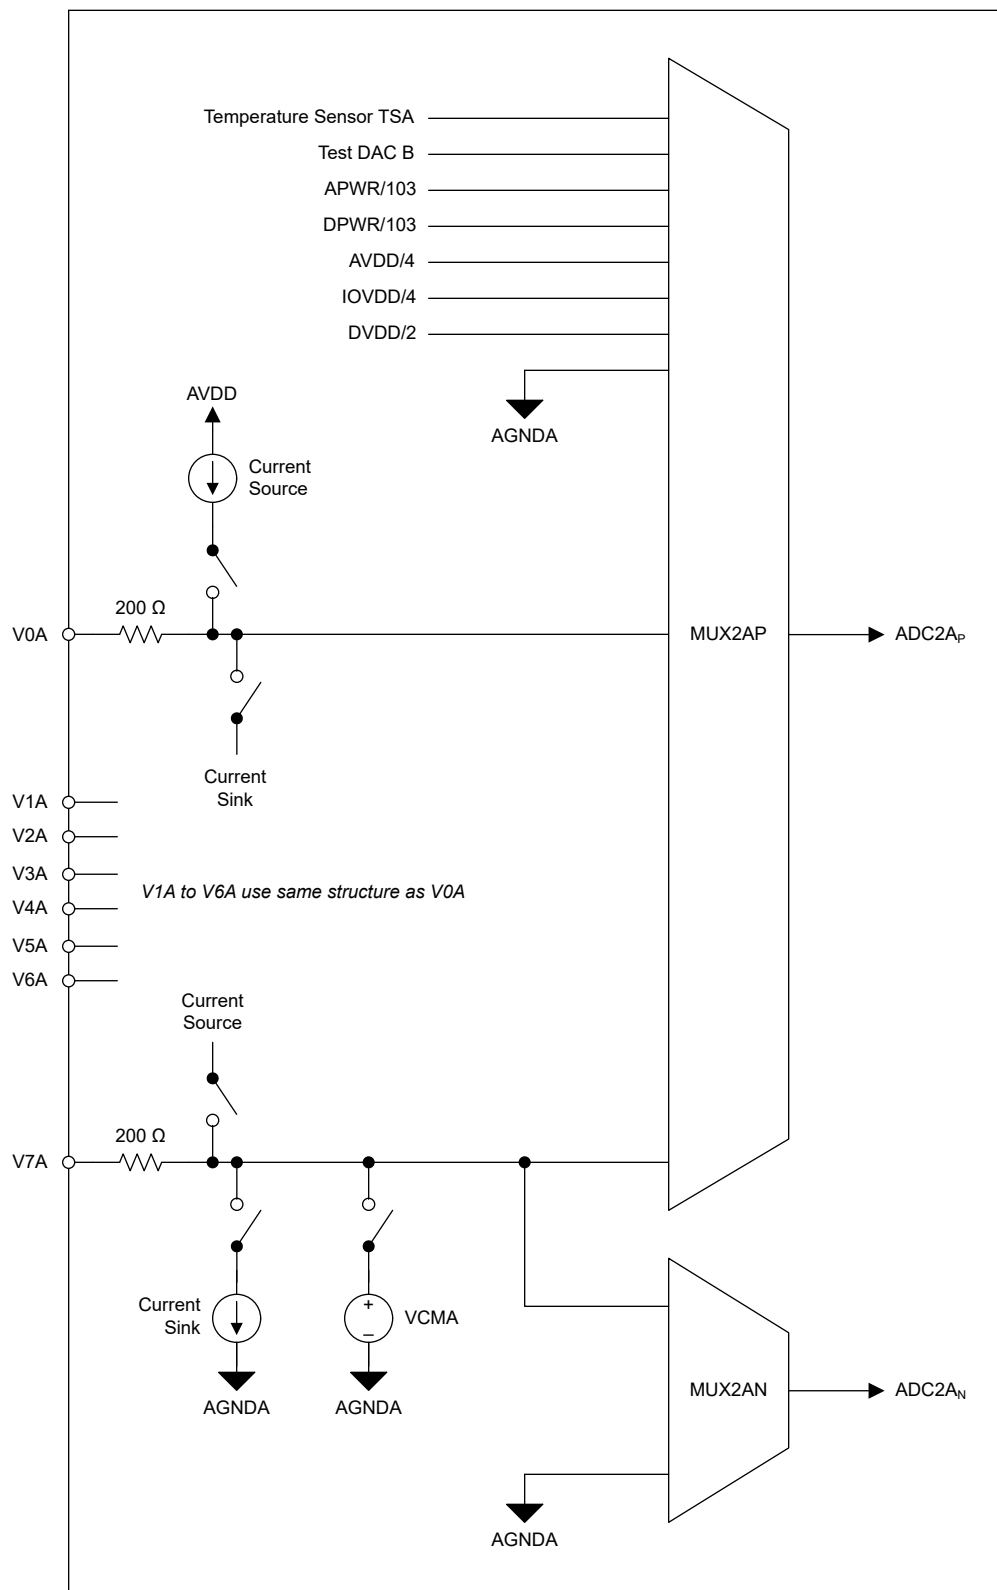 Temperature Sensor TSA
Test DAC B
APWR/103
DPWR/103
AVDD/4
IOVDD/4
DVDD/2
AGNDA
AVDD
Current
Source
200 Ω
V0A
MUX2AP
ADC2AP
Current
Sink
V1A
V2A
V3A
V4A
V5A
V6A
V1A to V6A use same structure as V0A
Current
Source
200 Ω
V7A
Current
Sink
+
–
VCMA
AGNDA
AGNDA
MUX2AN
ADC2AN
AGNDA